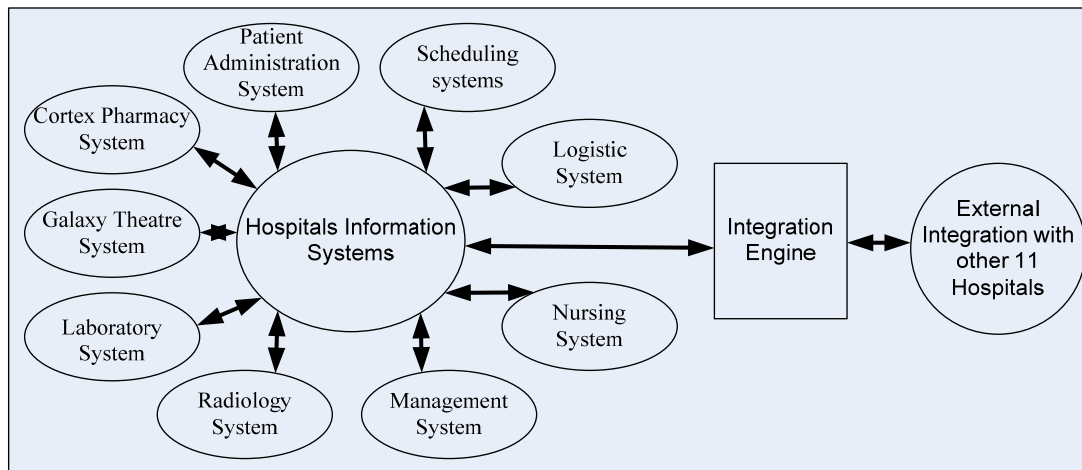 Patient
Administration
System
Scheduling
systems
Cortex Pharmacy
System
Logistic
System
Galaxy Theatre
System
Hospitals Information
Systems
Integration
Engine
External
Integration with
other 11
Hospitals
Laboratory
System
Nursing
System
Radiology
System
Management
System